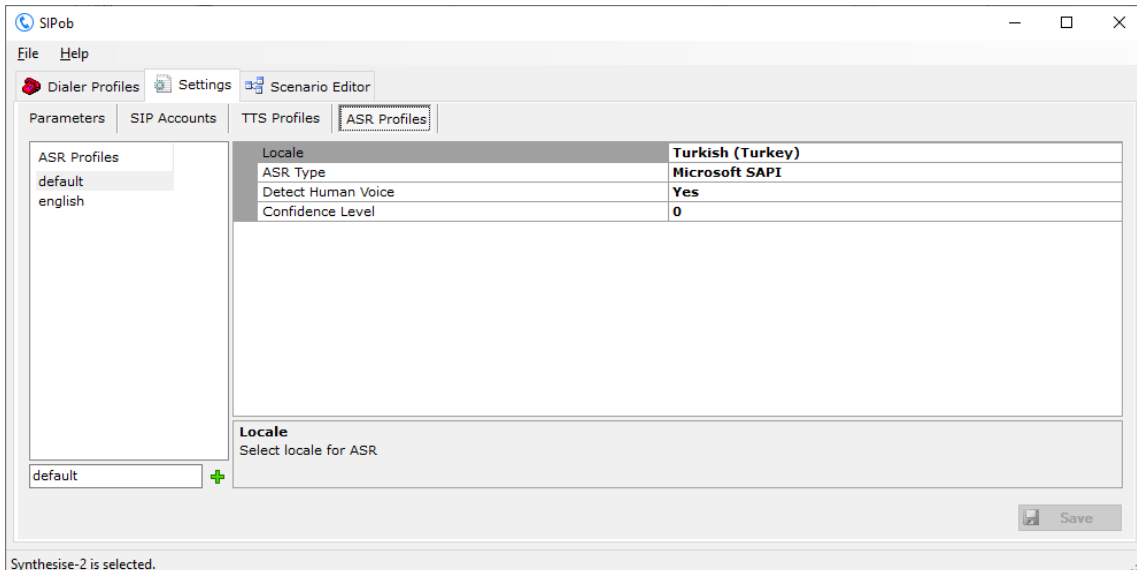 SIPob
File Help
Dialer Profiles Settings Scenario Editor
Parameters SIP Accounts TTS Profiles ASR Profiles
ASR Profiles
default
english
Locale Turkish (Turkey)
ASR Type Microsoft SAPI
Detect Human Voice Yes
Confidence Level 0
Locale
Select locale for ASR
default
Save
Synthesise-2 is selected.